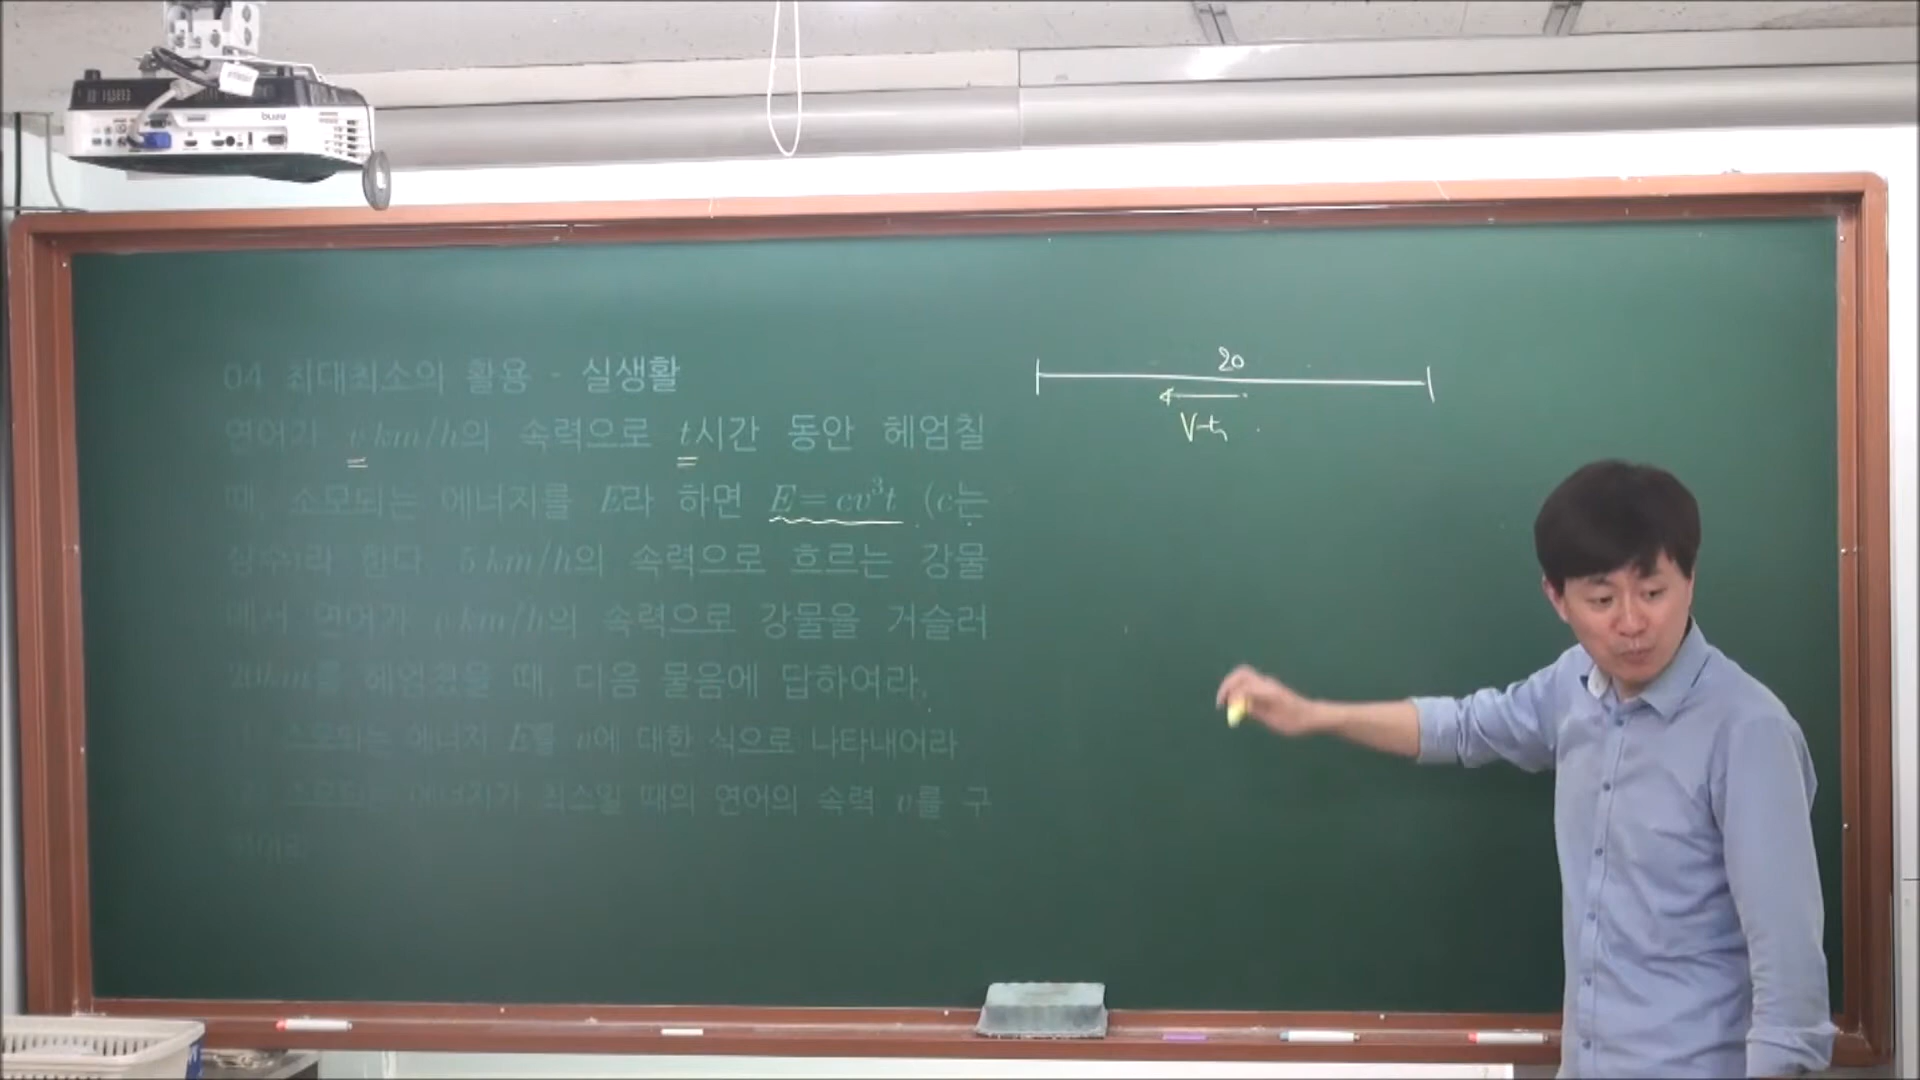 04 최대최소의 활용 - 실생활
연어가 v km/h의 속력으로 t시간 동안 헤엄칠
때, 소모되는 에너지를 E라 하면 E=cv³t (c는
상수)라 한다. 5 km/h의 속력으로 흐르는 강물
에서 연어가 v km/h의 속력으로 강물을 거슬러
20km를 헤엄쳤을 때, 다음 물음에 답하여라.
(1) 소모되는 에너지 E를 v에 대한 식으로 나타내어라
(2) 소모되는 에너지가 최소일 때의 연어의 속력 v를 구
하여라
20
BenQ